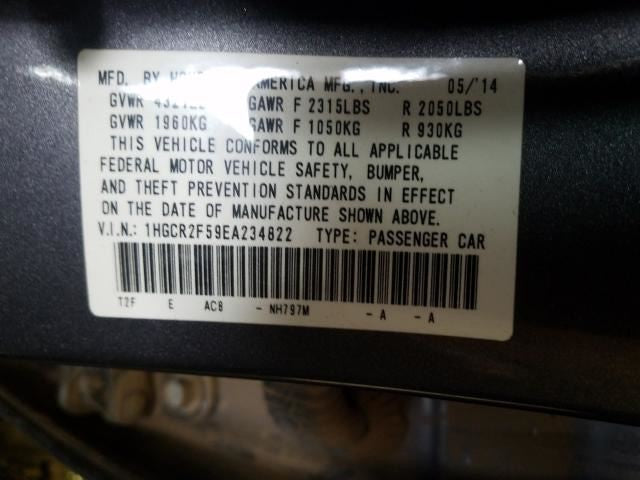 MFD. BY AMERICA MFG., INC. 05/'14
GVWR GAWR F 2315LBS R 2050LBS
GVWR 1960KG GAWR F 1050KG R 930KG
THIS VEHICLE CONFORMS TO ALL APPLICABLE
FEDERAL MOTOR VEHICLE SAFETY, BUMPER,
AND THEFT PREVENTION STANDARDS IN EFFECT
ON THE DATE OF MANUFACTURE SHOWN ABOVE.
V.I.N.: 1HGCR2F59EA234822 TYPE: PASSENGER CAR
T2F E AC8 - NH797M - A - A